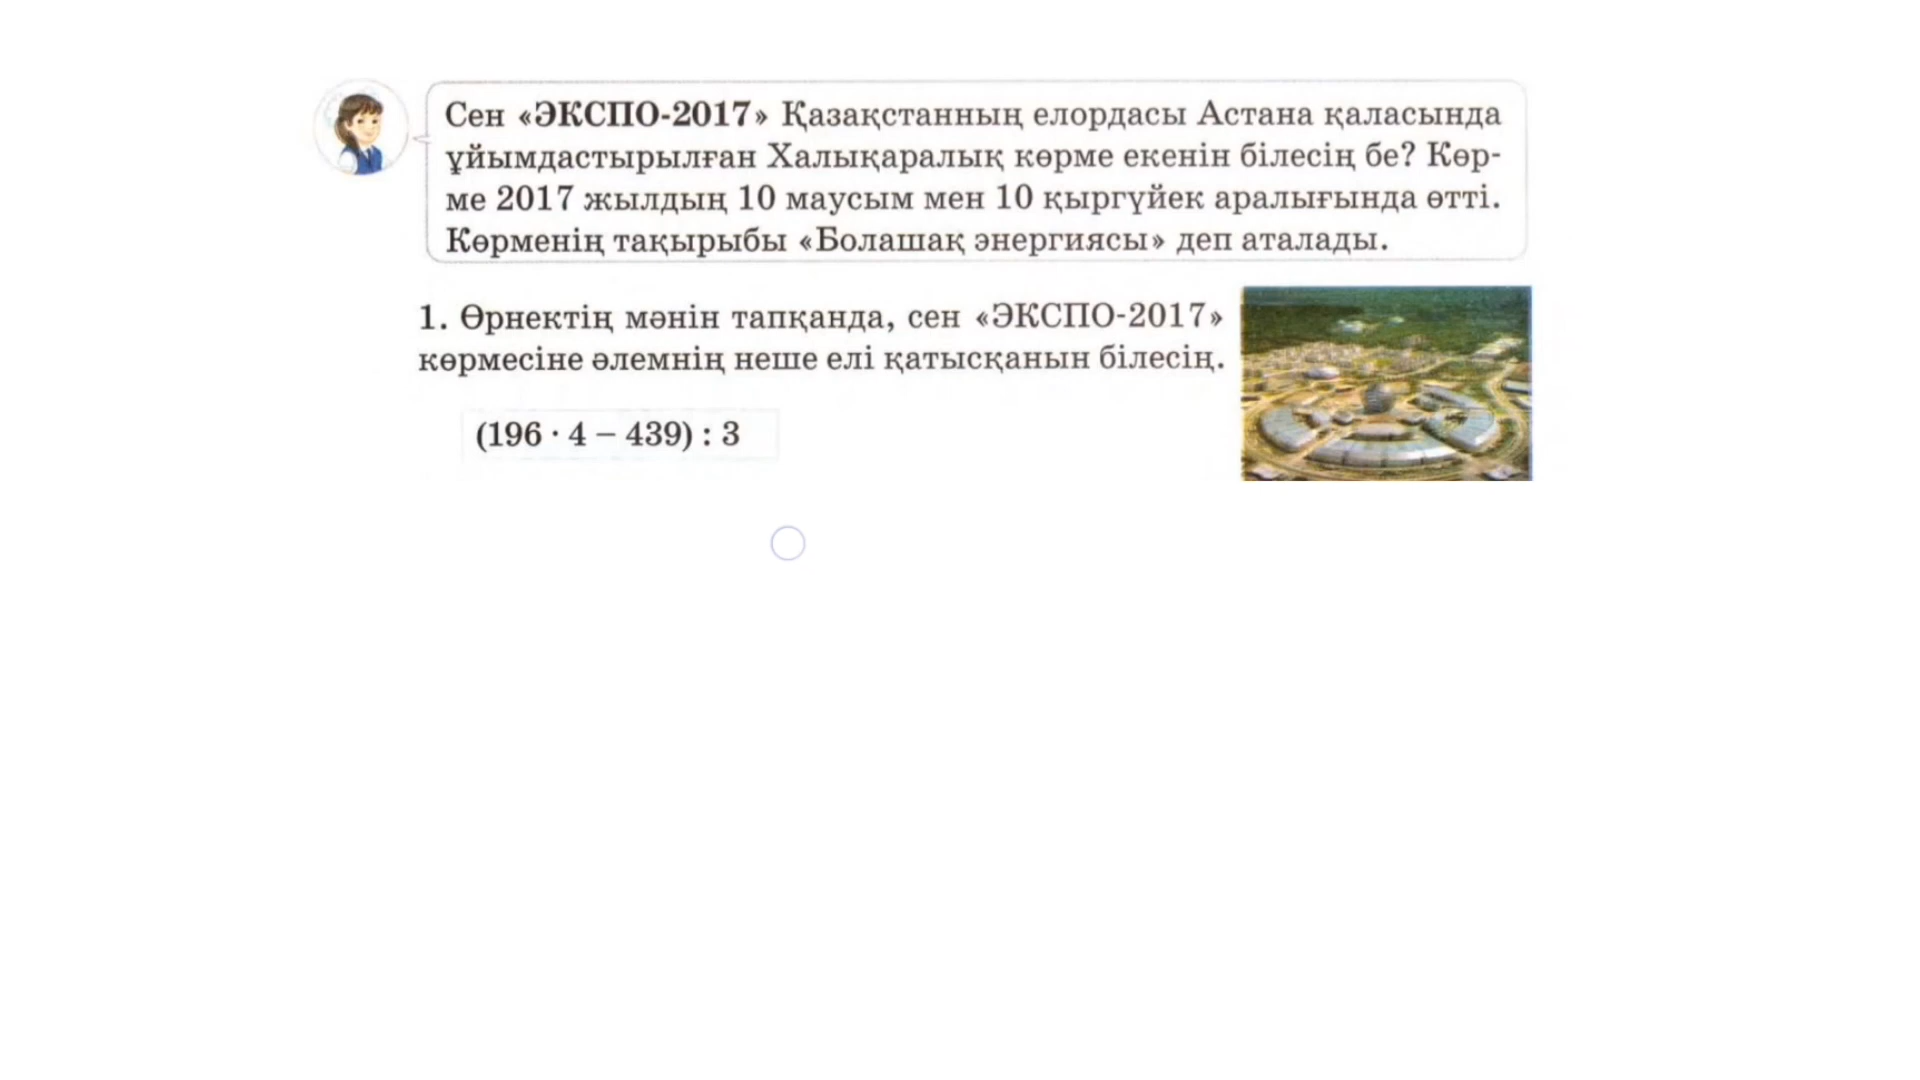 Сен «ЭКСПО-2017» Қазақстанның елордасы Астана қаласында
ұйымдастырылған Халықаралық көрме екенін білесің бе? Көр-
ме 2017 жылдың 10 маусым мен 10 қыргүйек аралығында өтті.
Көрменің тақырыбы «Болашақ энергиясы» деп аталады.
1. Өрнектің мәнін тапқанда, сен «ЭКСПО-2017»
көрмесіне әлемнің неше елі қатысқанын білесің.
(196 · 4 – 439) : 3